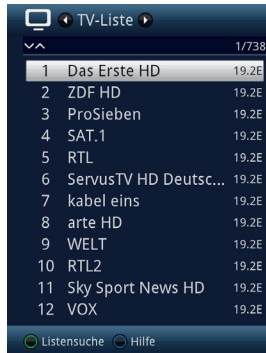 TV-Liste
1/738
1 Das Erste HD 19.2E
2 ZDF HD 19.2E
3 ProSieben 19.2E
4 SAT.1 19.2E
5 RTL 19.2E
6 ServusTV HD Deutsc... 19.2E
7 kabel eins 19.2E
8 arte HD 19.2E
9 WELT 19.2E
10 RTL2 19.2E
11 Sky Sport News HD 19.2E
12 VOX 19.2E
Listensuche Hilfe